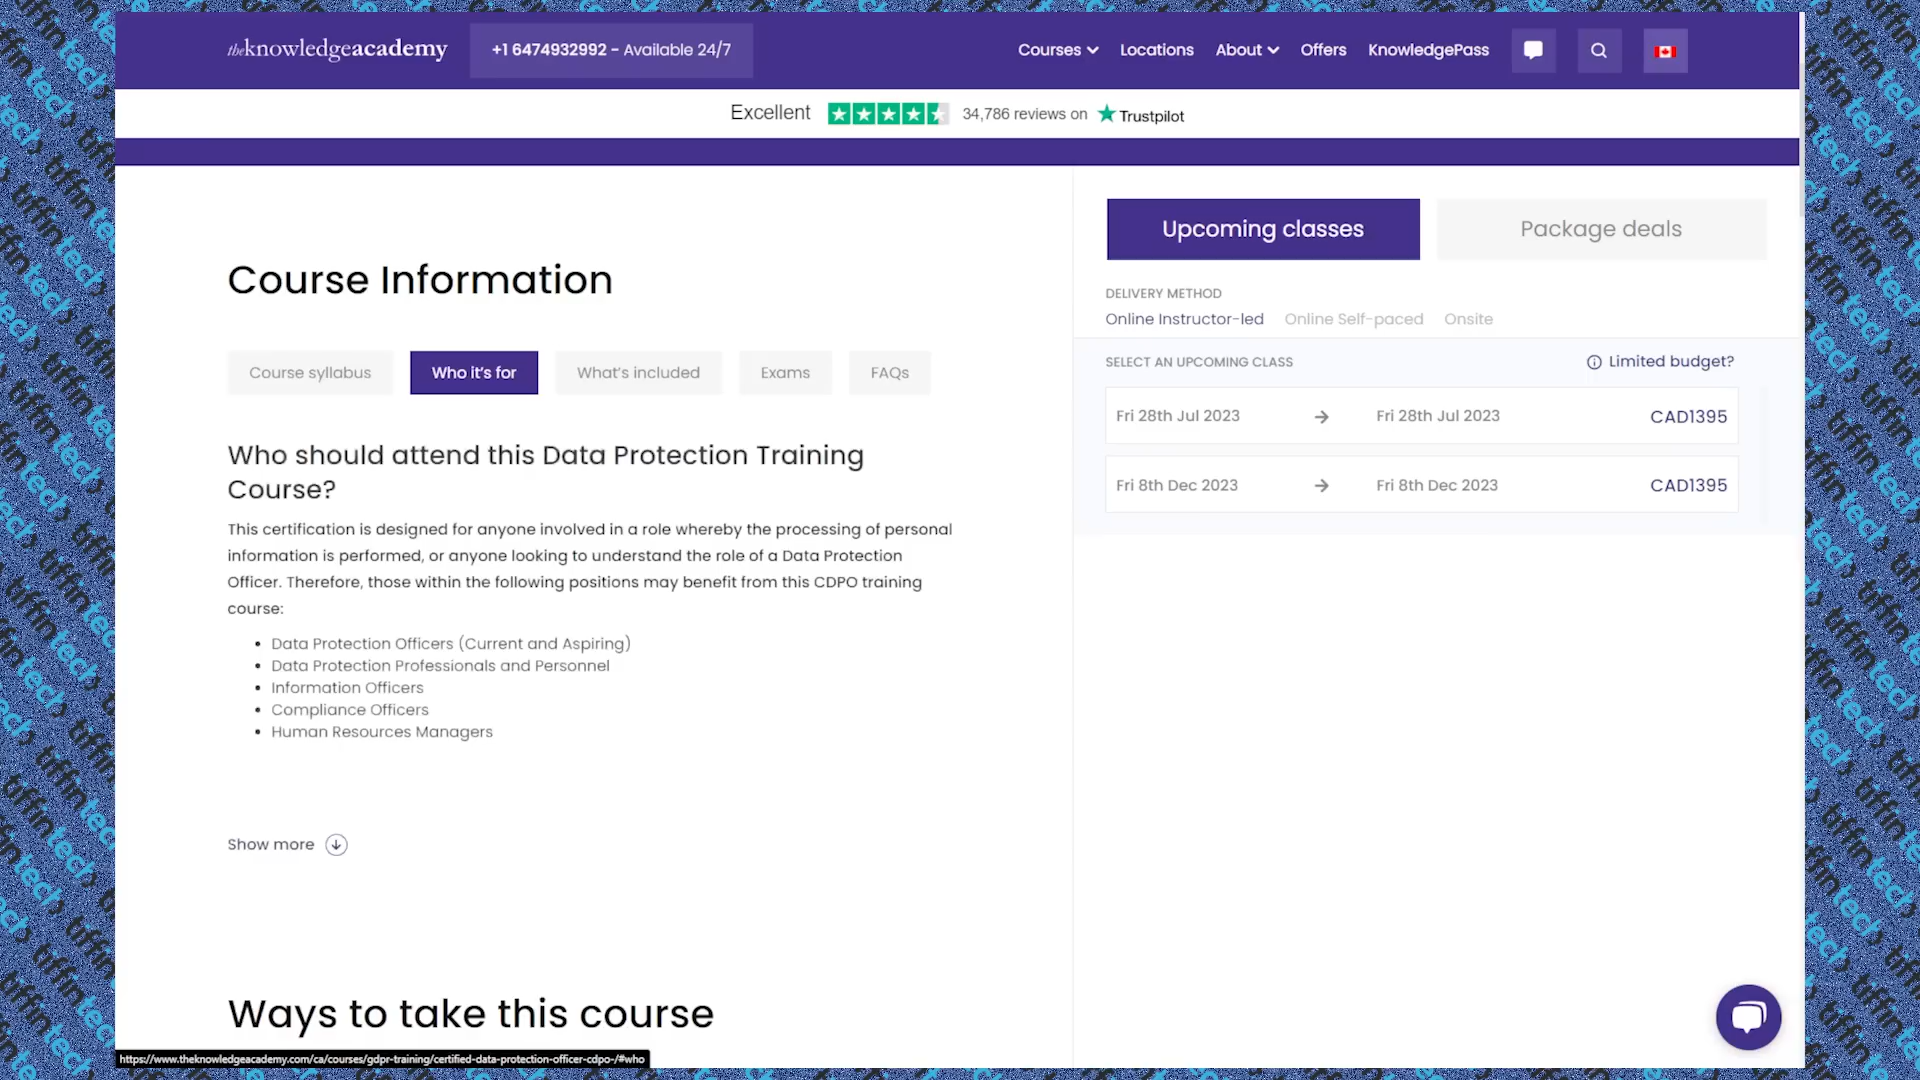 theknowledgeacademy
+1 6474932992 - Available 24/7
Courses
Locations
About
Offers
KnowledgePass
Excellent
34,786 reviews on
Trustpilot
Course Information
Course syllabus
Who it's for
What's included
Exams
FAQs
Who should attend this Data Protection Training
Course?
This certification is designed for anyone involved in a role whereby the processing of personal
information is performed, or anyone looking to understand the role of a Data Protection
Officer. Therefore, those within the following positions may benefit from this CDPO training
course:
• Data Protection Officers (Current and Aspiring)
• Data Protection Professionals and Personnel
• Information Officers
• Compliance Officers
• Human Resources Managers
Show more
Ways to take this course
https://www.theknowledgeacademy.com/ca/courses/gdpr-training/certified-data-protection-officer-cdpo-/#who
Upcoming classes
Package deals
DELIVERY METHOD
Online Instructor-led
Online Self-paced
Onsite
SELECT AN UPCOMING CLASS
Limited budget?
Fri 28th Jul 2023
Fri 28th Jul 2023
CAD1395
Fri 8th Dec 2023
Fri 8th Dec 2023
CAD1395
tiffintech